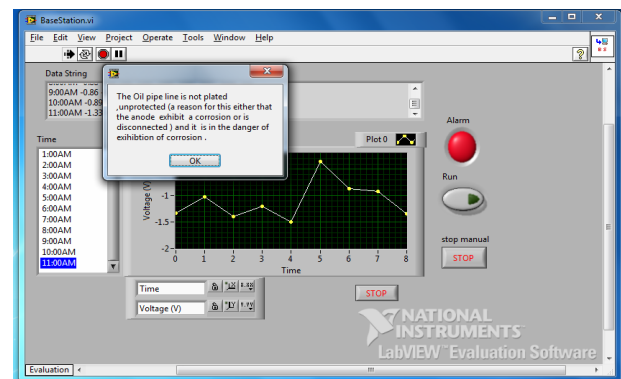 BaseStation.vi
File Edit View Project Operate Tools Window Help
Data String
9:00AM -0.86
10:00AM -0.89
11:00AM -1.33
The Oil pipe line is not plated
,unprotected (a reason for this either that
the anode exhibit a corrosion or is
disconnected ) and it is in the danger of
exihibtion of corrosion .
OK
Alarm
Time
Plot 0
1:00AM
2:00AM
3:00AM
4:00AM
5:00AM
6:00AM
7:00AM
8:00AM
9:00AM
10:00AM
11:00AM
Voltage (V)
-1
-1.5
-2
0 1 2 3 4 5 6 7 8
Time
Run
stop manual
STOP
Time
Voltage (V)
STOP
NATIONAL
INSTRUMENTS
LabVIEW Evaluation Software
Evaluation